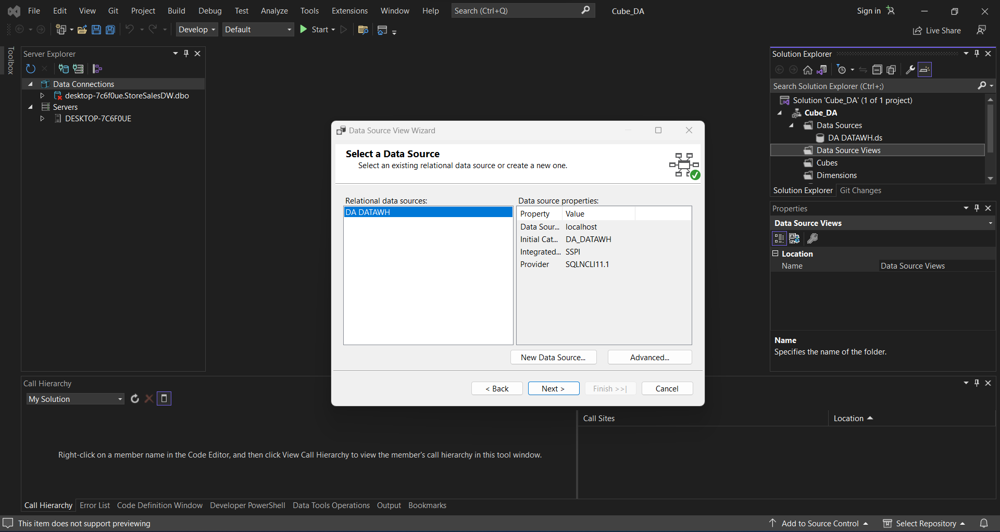 File Edit View Git Project Build Debug Test Analyze Tools Extensions Window Help Search (Ctrl+Q) Cube_DA Sign in
Develop Default Start Live Share
Toolbox
Server Explorer
Data Connections
desktop-7c6f0ue.StoreSalesDW.dbo
Servers
DESKTOP-7C6F0UE
Data Source View Wizard
Select a Data Source
Select an existing relational data source or create a new one.
Relational data sources:
DA DATAWH
Data source properties:
Property Value
Data Sour... localhost
Initial Cat... DA_DATAWH
Integrated... SSPI
Provider SQLNCLI11.1
New Data Source... Advanced...
< Back Next > Finish >>| Cancel
Solution Explorer
Search Solution Explorer (Ctrl+;)
Solution 'Cube_DA' (1 of 1 project)
Cube_DA
Data Sources
DA DATAWH.ds
Data Source Views
Cubes
Dimensions
Solution Explorer Git Changes
Properties
Data Source Views
Location
Name Data Source Views
Name
Specifies the name of the folder.
Call Hierarchy
My Solution
Call Sites Location
Right-click on a member name in the Code Editor, and then click View Call Hierarchy to view the member's call hierarchy in this tool window.
Call Hierarchy Error List Code Definition Window Developer PowerShell Data Tools Operations Output Bookmarks
This item does not support previewing Add to Source Control Select Repository